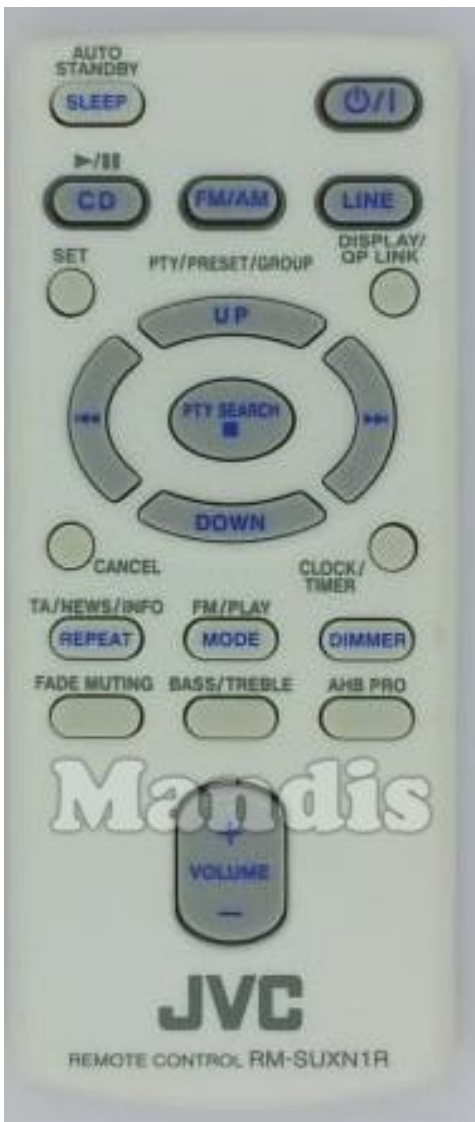 AUTO
STANDBY
SLEEP
⏻/I
►/II
CD
FM/AM
LINE
SET
PTY/PRESET/GROUP
DISPLAY/
QP LINK
UP
I◄◄
PTY SEARCH
■
►►I
DOWN
CANCEL
CLOCK/
TIMER
TA/NEWS/INFO
FM/PLAY
REPEAT
MODE
DIMMER
FADE MUTING
BASS/TREBLE
AHB PRO
Mandis
+
VOLUME
–
JVC
REMOTE CONTROL RM-SUXN1R